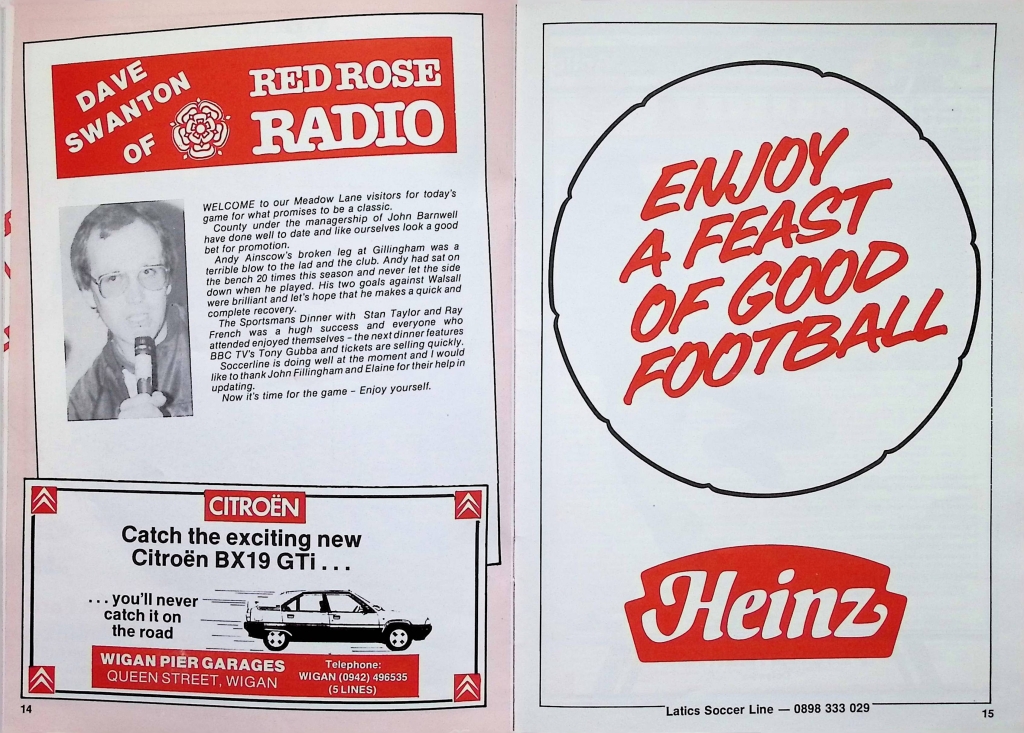 DAVE
SWANTON
OF
RED ROSE
RADIO
WELCOME to our Meadow Lane visitors for today's
game for what promises to be a classic.
County under the managership of John Barnwell
have done well to date and like ourselves look a good
bet for promotion.
Andy Ainscow's broken leg at Gillingham was a
terrible blow to the lad and the club. Andy had sat on
the bench 20 times this season and never let the side
down when he played. His two goals against Walsall
were brilliant and let's hope that he makes a quick and
complete recovery.
The Sportsmans Dinner with Stan Taylor and Ray
French was a hugh success and everyone who
attended enjoyed themselves – the next dinner features
BBC TV's Tony Gubba and tickets are selling quickly.
Soccerline is doing well at the moment and I would
like to thank John Fillingham and Elaine for their help in
updating.
Now it's time for the game – Enjoy yourself.
CITROËN
Catch the exciting new
Citroën BX19 GTi . . .
. . . you'll never
catch it on
the road
WIGAN PIER GARAGES
QUEEN STREET, WIGAN
Telephone:
WIGAN (0942) 496535
(5 LINES)
14
ENJOY
A FEAST
OF GOOD
FOOTBALL
Heinz
Latics Soccer Line — 0898 333 029
15